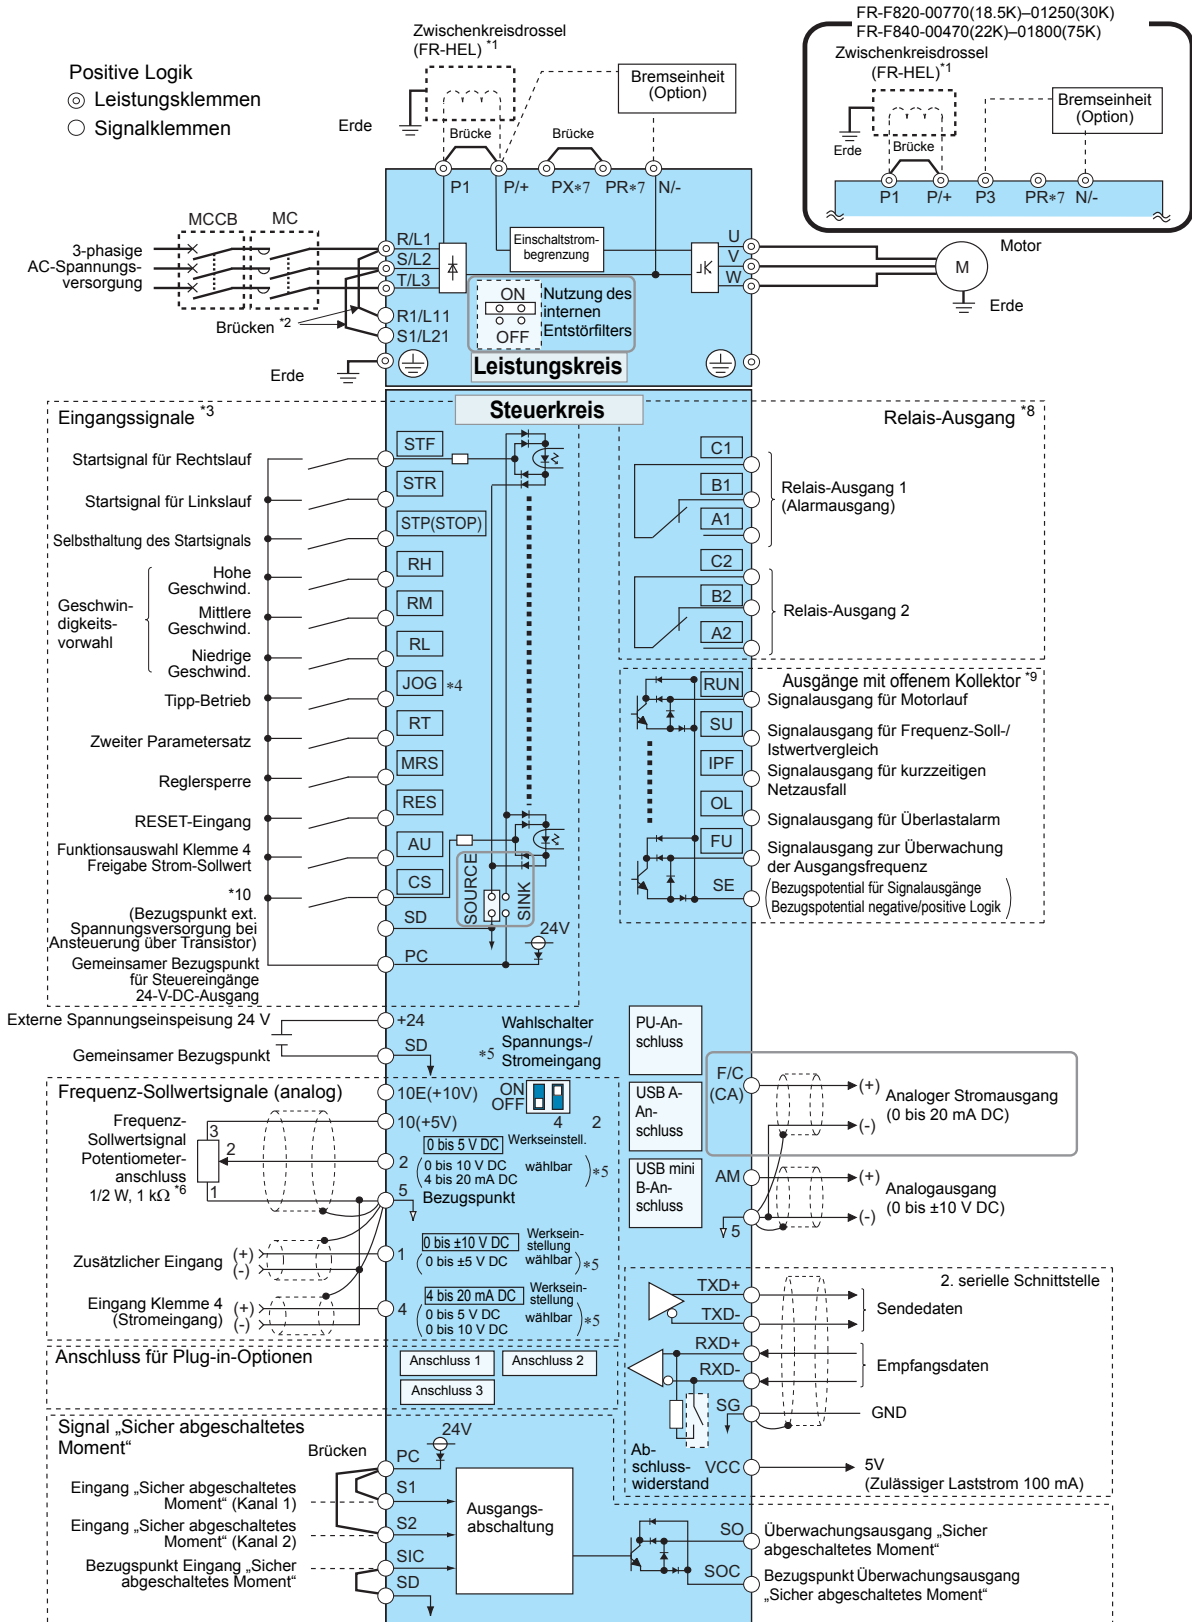 FR-F820-00770(18.5K)–01250(30K)
FR-F840-00470(22K)–01800(75K)
Zwischenkreisdrossel
(FR-HEL)*1
Bremseinheit
(Option)
Erde
Brücke
P1
P/+
P3
PR*7
N/-
Zwischenkreisdrossel
(FR-HEL) *1
Bremseinheit
(Option)
Positive Logik
Leistungsklemmen
Signalklemmen
Erde
Brücke
Brücke
P1
P/+
PX*7
PR*7
N/-
MCCB
MC
3-phasige
AC-Spannungs-
versorgung
R/L1
S/L2
T/L3
Einschaltstrom-
begrenzung
U
V
W
Motor
M
Erde
Brücken *2
R1/L11
S1/L21
ON
OFF
Nutzung des
internen
Entstörfilters
Erde
Leistungskreis
Steuerkreis
Eingangssignale *3
Startsignal für Rechtslauf
STF
Startsignal für Linkslauf
STR
Selbsthaltung des Startsignals
STP(STOP)
Geschwin-
digkeits-
vorwahl
Hohe
Geschwind.
RH
Mittlere
Geschwind.
RM
Niedrige
Geschwind.
RL
Tipp-Betrieb
JOG *4
Zweiter Parametersatz
RT
Reglersperre
MRS
RESET-Eingang
RES
Funktionsauswahl Klemme 4
Freigabe Strom-Sollwert
AU
*10
CS
(Bezugspunkt ext.
Spannungsversorgung bei
Ansteuerung über Transistor)
SD
Gemeinsamer Bezugspunkt
für Steuereingänge
24-V-DC-Ausgang
PC
SOURCE
SINK
24V
Relais-Ausgang *8
C1
B1
A1
Relais-Ausgang 1
(Alarmausgang)
C2
B2
A2
Relais-Ausgang 2
Ausgänge mit offenem Kollektor *9
RUN
Signalausgang für Motorlauf
SU
Signalausgang für Frequenz-Soll-/
Istwertvergleich
IPF
Signalausgang für kurzzeitigen
Netzausfall
OL
Signalausgang für Überlastalarm
FU
Signalausgang zur Überwachung
der Ausgangsfrequenz
SE
(Bezugspotential für Signalausgänge
Bezugspotential negative/positive Logik)
Externe Spannungseinspeisung 24 V
+24
Gemeinsamer Bezugspunkt
SD
*5
Wahlschalter
Spannungs-/
Stromeingang
ON
OFF
4
2
PU-An-
schluss
USB A-
An-
schluss
USB mini
B-An-
schluss
Frequenz-Sollwertsignale (analog)
10E(+10V)
10(+5V)
Frequenz-
Sollwertsignal
Potentiometer-
anschluss
1/2 W, 1 kΩ *6
3
2
1
2
0 bis 5 V DC
Werkseinstell.
(0 bis 10 V DC
4 bis 20 mA DC
wählbar)*5
5
Bezugspunkt
Zusätzlicher Eingang
(+)
(-)
1
0 bis ±10 V DC
Werksein-
stellung
(0 bis ±5 V DC
wählbar)*5
Eingang Klemme 4
(Stromeingang)
(+)
(-)
4
4 bis 20 mA DC
Werksein-
stellung
(0 bis 5 V DC
0 bis 10 V DC
wählbar)*5
F/C
(CA)
(+)
(-)
Analoger Stromausgang
(0 bis 20 mA DC)
AM
5
(+)
(-)
Analogausgang
(0 bis ±10 V DC)
2. serielle Schnittstelle
TXD+
TXD-
Sendedaten
RXD+
RXD-
Empfangsdaten
SG
GND
Ab-
schluss-
widerstand
VCC
5V
(Zulässiger Laststrom 100 mA)
Anschluss für Plug-in-Optionen
Anschluss 1
Anschluss 2
Anschluss 3
Signal „Sicher abgeschaltetes
Moment“
Brücken
PC
24V
Eingang „Sicher abgeschaltetes
Moment“ (Kanal 1)
S1
Eingang „Sicher abgeschaltetes
Moment“ (Kanal 2)
S2
Bezugspunkt Eingang „Sicher
abgeschaltetes Moment“
SIC
SD
Ausgangs-
abschaltung
SO
Überwachungsausgang „Sicher
abgeschaltetes Moment“
SOC
Bezugspunkt Überwachungsausgang
„Sicher abgeschaltetes Moment“